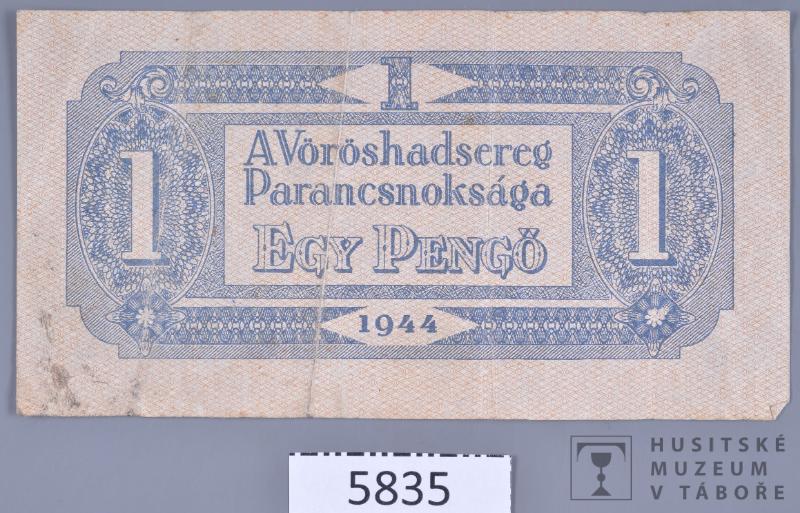 1
A Vöröshadsereg
1
Parancsnoksága
1
EGY PENGŐ
1944
5835
HUSITSKÉ
MUZEUM
V TÁBOŘE